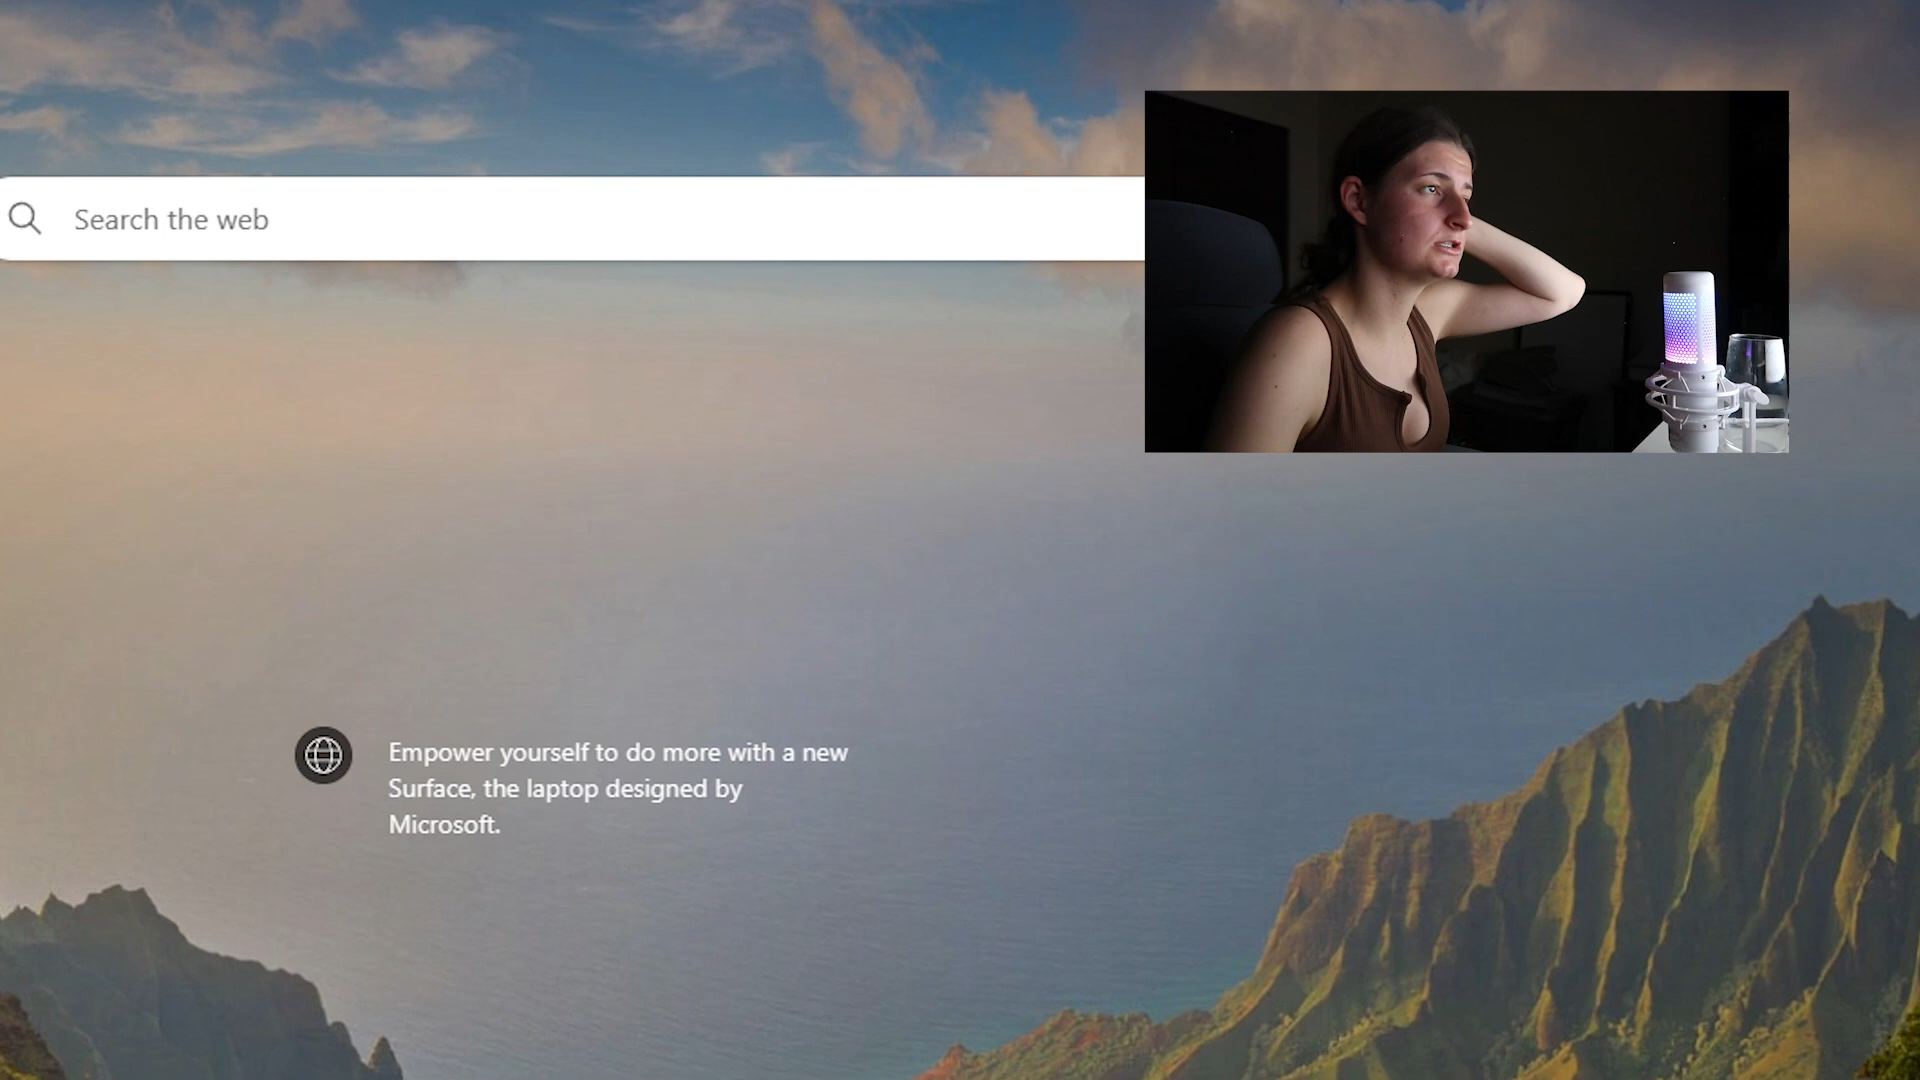 Search the web
Empower yourself to do more with a new
Surface, the laptop designed by
Microsoft.